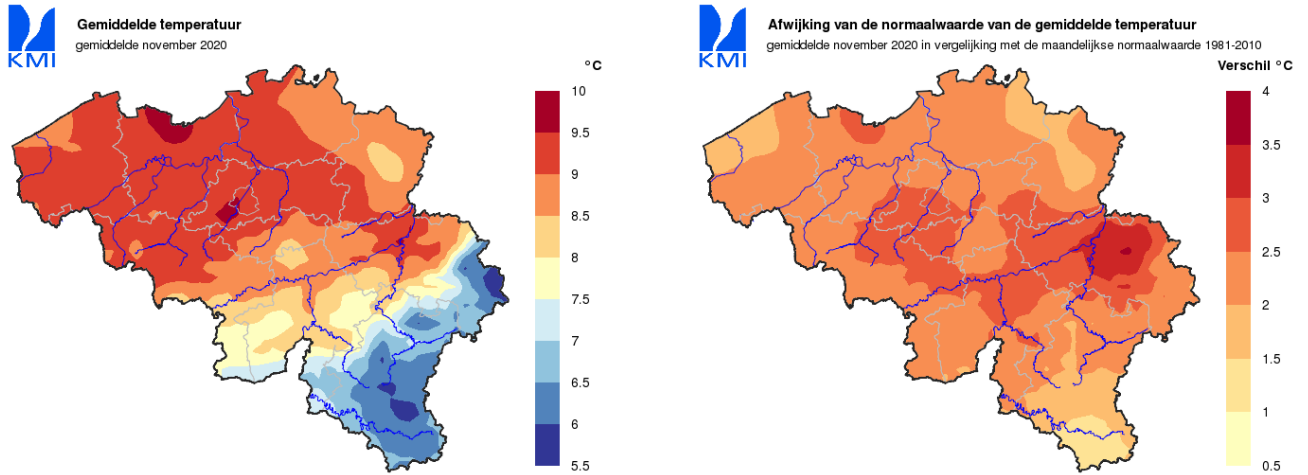 KMI
Gemiddelde temperatuur
gemiddelde november 2020
°C
10
9.5
9
8.5
8
7.5
7
6.5
6
5.5
KMI
Afwijking van de normaalwaarde van de gemiddelde temperatuur
gemiddelde november 2020 in vergelijking met de maandelijkse normaalwaarde 1981-2010
Verschil °C
4
3.5
3
2.5
2
1.5
1
0.5